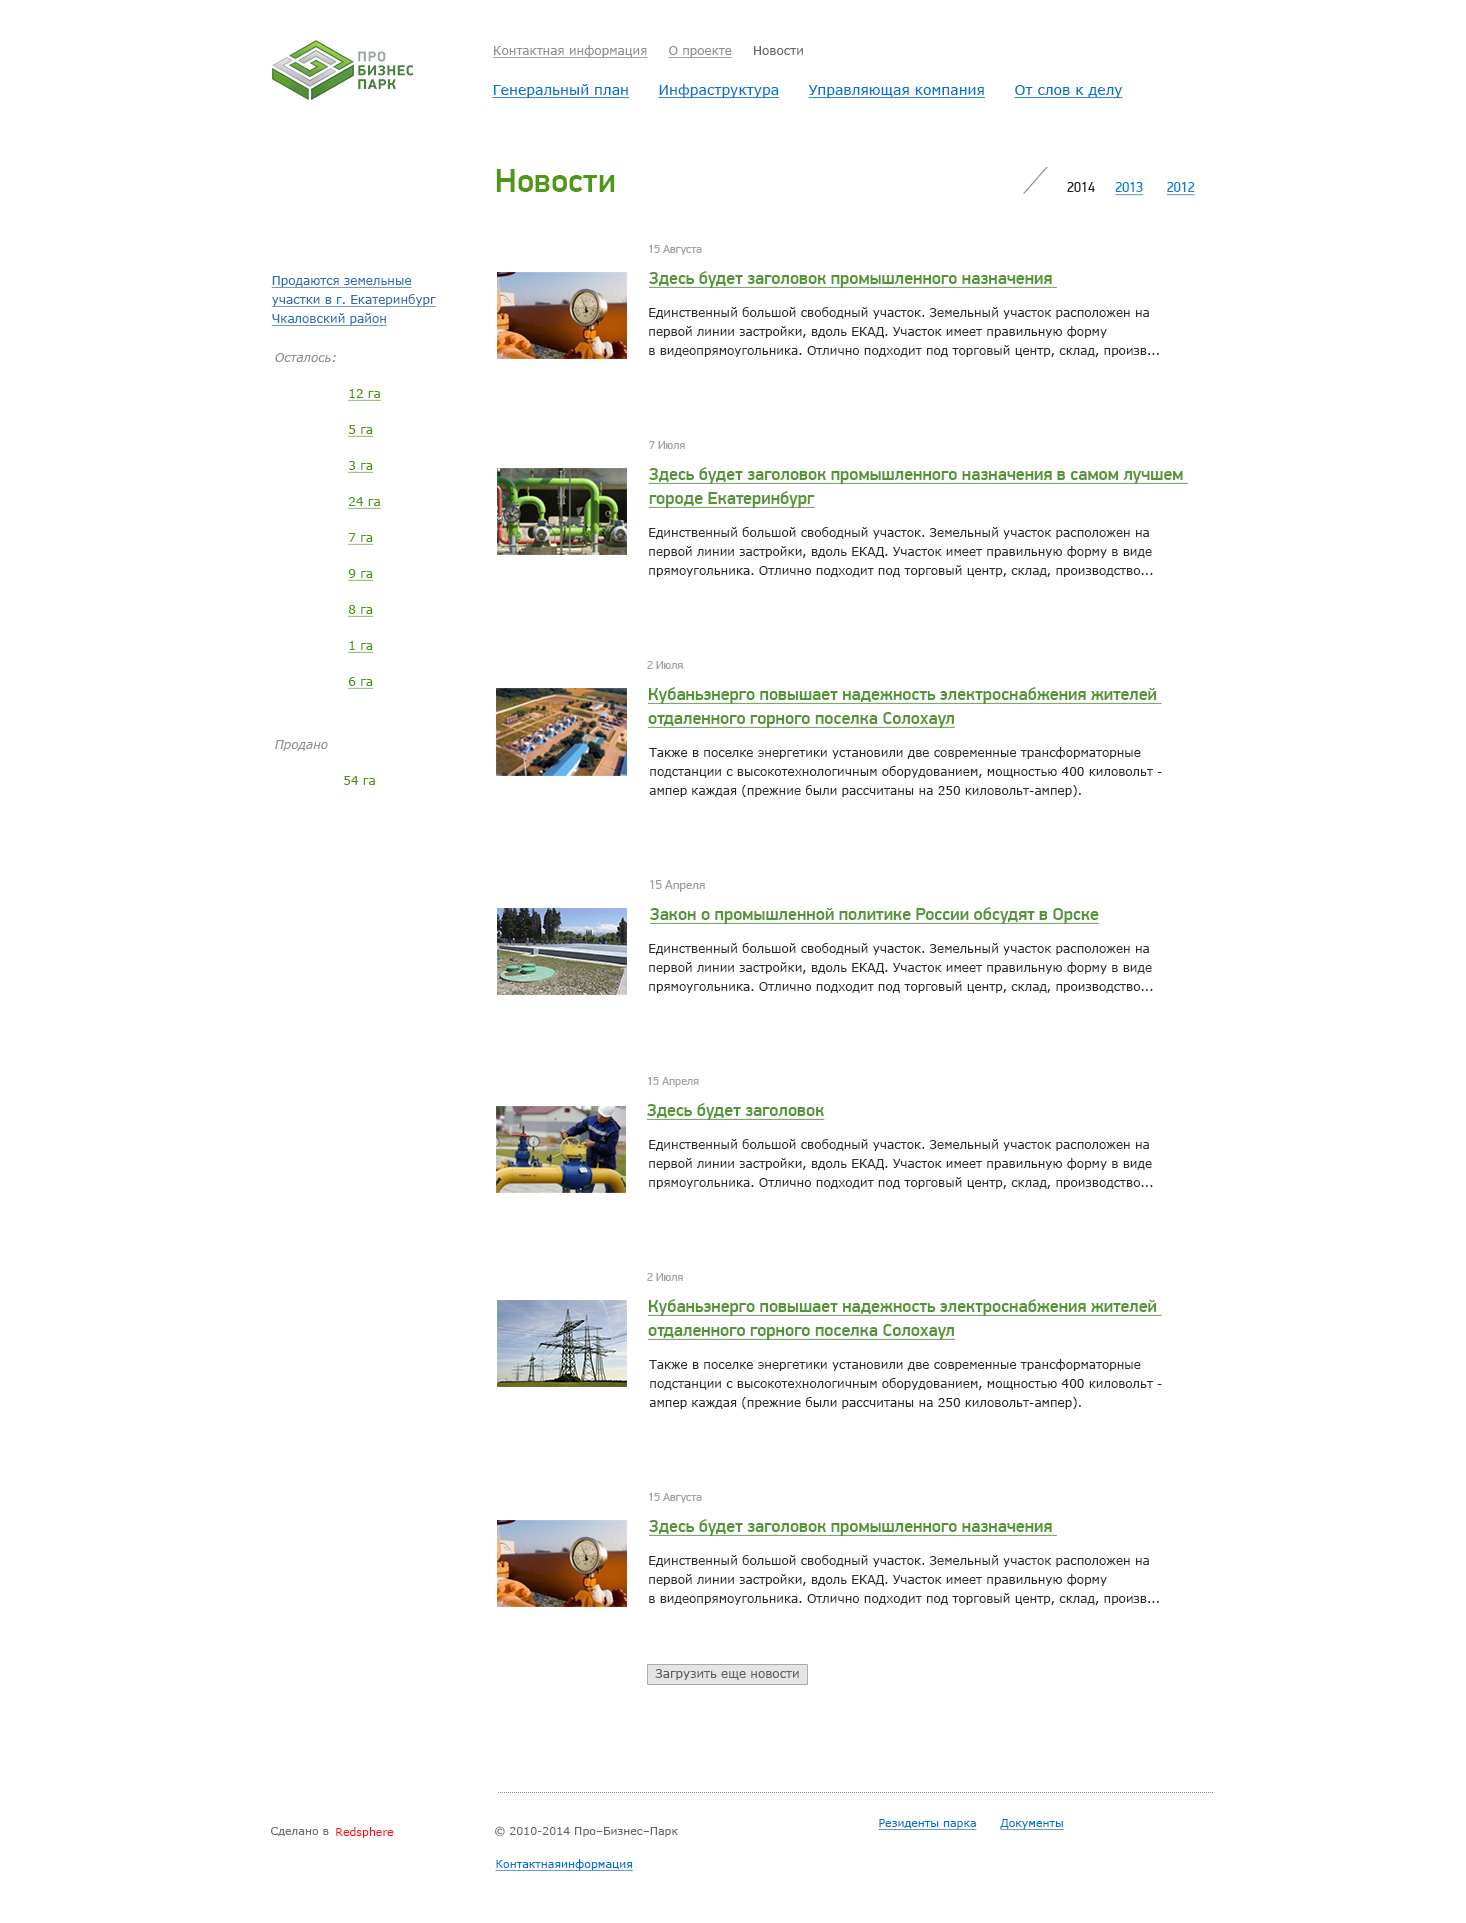 ПРО
БИЗНЕС
ПАРК
Контактная информация О проекте Новости
Генеральный план Инфраструктура Управляющая компания От слов к делу
Новости
2014 2013 2012
Продаются земельные
участки в г. Екатеринбург
Чкаловский район
Осталось:
12 га
5 га
3 га
24 га
7 га
9 га
8 га
1 га
6 га
Продано
54 га
15 Августа
Здесь будет заголовок промышленного назначения
Единственный большой свободный участок. Земельный участок расположен на
первой линии застройки, вдоль ЕКАД. Участок имеет правильную форму
в видеопрямоугольника. Отлично подходит под торговый центр, склад, произв...
7 Июля
Здесь будет заголовок промышленного назначения в самом лучшем
городе Екатеринбург
Единственный большой свободный участок. Земельный участок расположен на
первой линии застройки, вдоль ЕКАД. Участок имеет правильную форму в виде
прямоугольника. Отлично подходит под торговый центр, склад, производство...
2 Июля
Кубаньэнерго повышает надежность электроснабжения жителей
отдаленного горного поселка Солохаул
Также в поселке энергетики установили две современные трансформаторные
подстанции с высокотехнологичным оборудованием, мощностью 400 киловольт -
ампер каждая (прежние были рассчитаны на 250 киловольт-ампер).
15 Апреля
Закон о промышленной политике России обсудят в Орске
Единственный большой свободный участок. Земельный участок расположен на
первой линии застройки, вдоль ЕКАД. Участок имеет правильную форму в виде
прямоугольника. Отлично подходит под торговый центр, склад, производство...
15 Апреля
Здесь будет заголовок
Единственный большой свободный участок. Земельный участок расположен на
первой линии застройки, вдоль ЕКАД. Участок имеет правильную форму в виде
прямоугольника. Отлично подходит под торговый центр, склад, производство...
2 Июля
Кубаньэнерго повышает надежность электроснабжения жителей
отдаленного горного поселка Солохаул
Также в поселке энергетики установили две современные трансформаторные
подстанции с высокотехнологичным оборудованием, мощностью 400 киловольт -
ампер каждая (прежние были рассчитаны на 250 киловольт-ампер).
15 Августа
Здесь будет заголовок промышленного назначения
Единственный большой свободный участок. Земельный участок расположен на
первой линии застройки, вдоль ЕКАД. Участок имеет правильную форму
в видеопрямоугольника. Отлично подходит под торговый центр, склад, произв...
Загрузить еще новости
Сделано в Redsphere
© 2010-2014 Про–Бизнес–Парк
Резиденты парка Документы
Контактнаяинформация